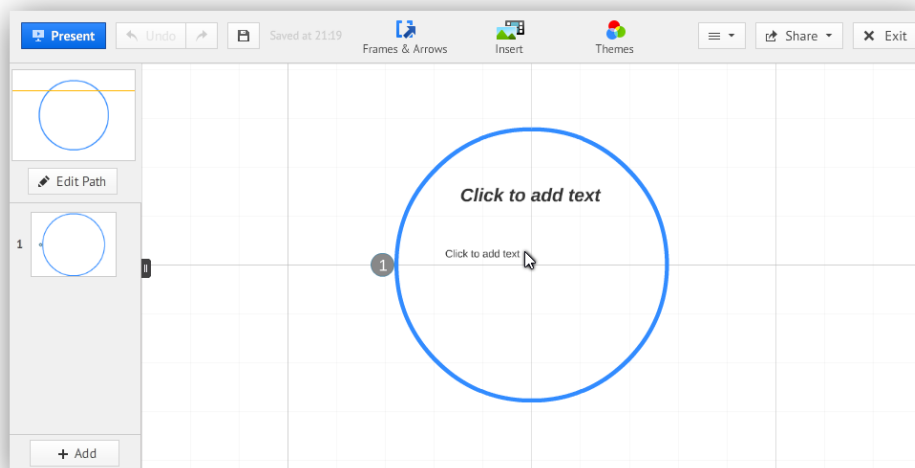 Present
Undo
Saved at 21:19
Frames & Arrows
Insert
Themes
Share
Exit
Edit Path
1
Add
Click to add text
Click to add text
1